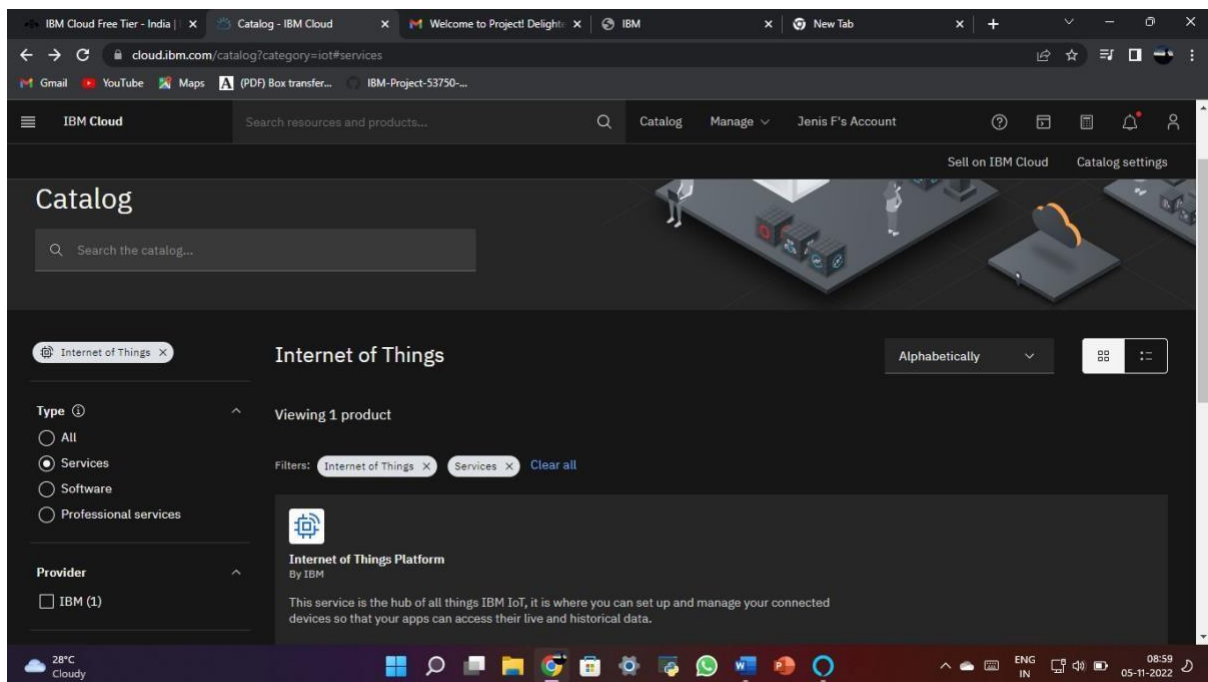 IBM Cloud Free Tier - India |
Catalog - IBM Cloud
Welcome to Project! Delight
IBM
New Tab
cloud.ibm.com/catalog?category=iot#services
Gmail YouTube Maps (PDF) Box transfer... IBM-Project-53750-...
IBM Cloud Search resources and products... Catalog Manage Jenis F's Account
Sell on IBM Cloud Catalog settings
Catalog
Search the catalog...
Internet of Things ×
Internet of Things
Alphabetically
Type
All
Services
Software
Professional services
Provider
IBM (1)
Viewing 1 product
Filters: Internet of Things × Services × Clear all
Internet of Things Platform
By IBM
This service is the hub of all things IBM IoT, it is where you can set up and manage your connected
devices so that your apps can access their live and historical data.
28°C
Cloudy
ENG
IN
08:59
05-11-2022